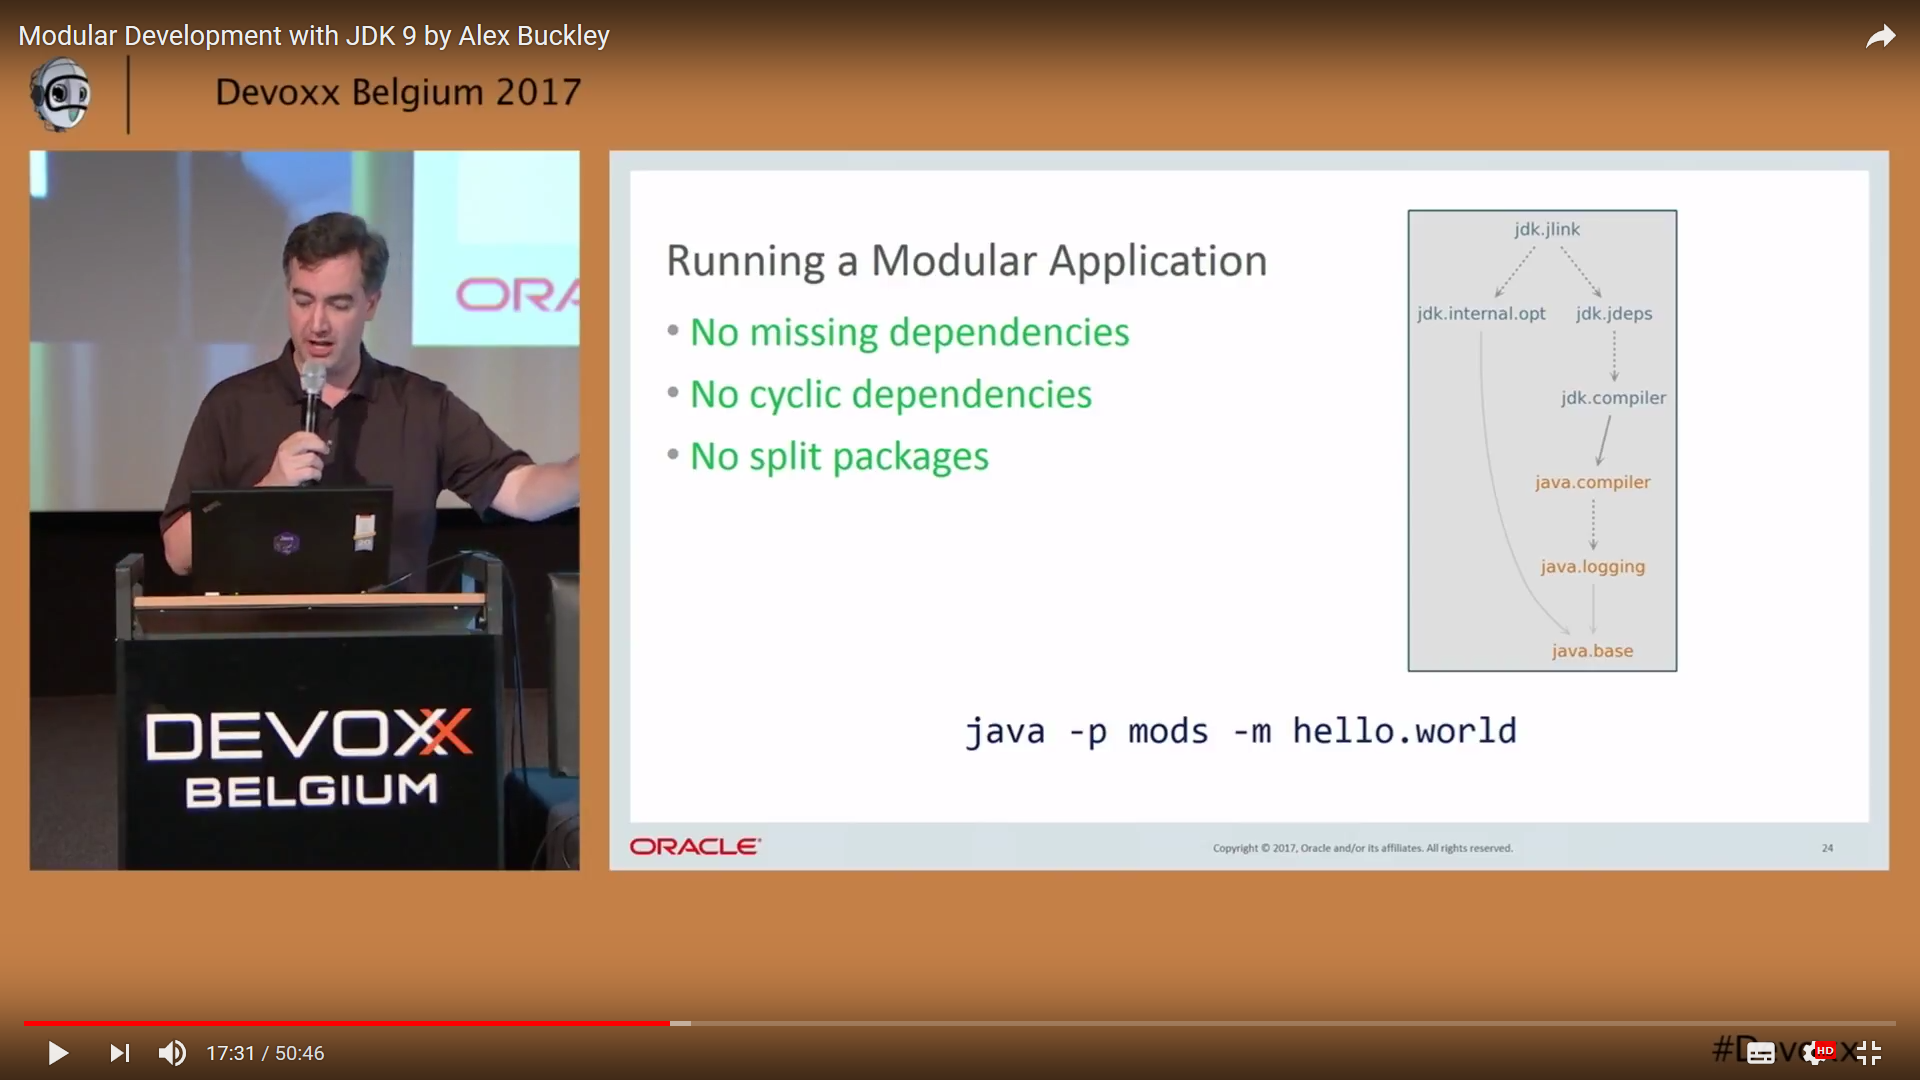 Modular Development with JDK 9 by Alex Buckley
Devoxx Belgium 2017
Running a Modular Application
• No missing dependencies
• No cyclic dependencies
• No split packages
jdk.jlink
jdk.internal.opt jdk.jdeps
jdk.compiler
java.compiler
java.logging
java.base
java -p mods -m hello.world
ORACLE
Copyright © 2017, Oracle and/or its affiliates. All rights reserved.
24
ORA
DEVOXX
BELGIUM
17:31 / 50:46
#Devoxx
HD